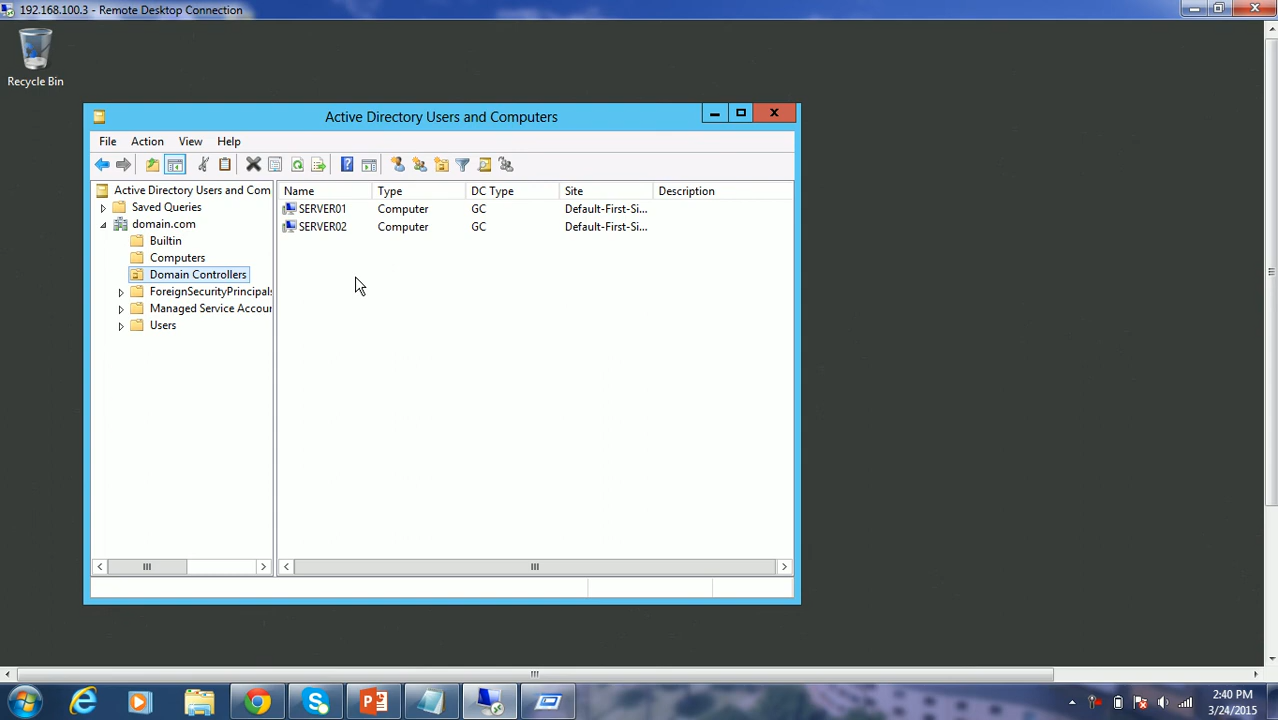 192.168.100.3 - Remote Desktop Connection
Recycle Bin
Active Directory Users and Computers
File Action View Help
Active Directory Users and Com
Saved Queries
domain.com
Builtin
Computers
Domain Controllers
ForeignSecurityPrincipals
Managed Service Accoun
Users
Name Type DC Type Site Description
SERVER01 Computer GC Default-First-Si...
SERVER02 Computer GC Default-First-Si...
2:40 PM
3/24/2015